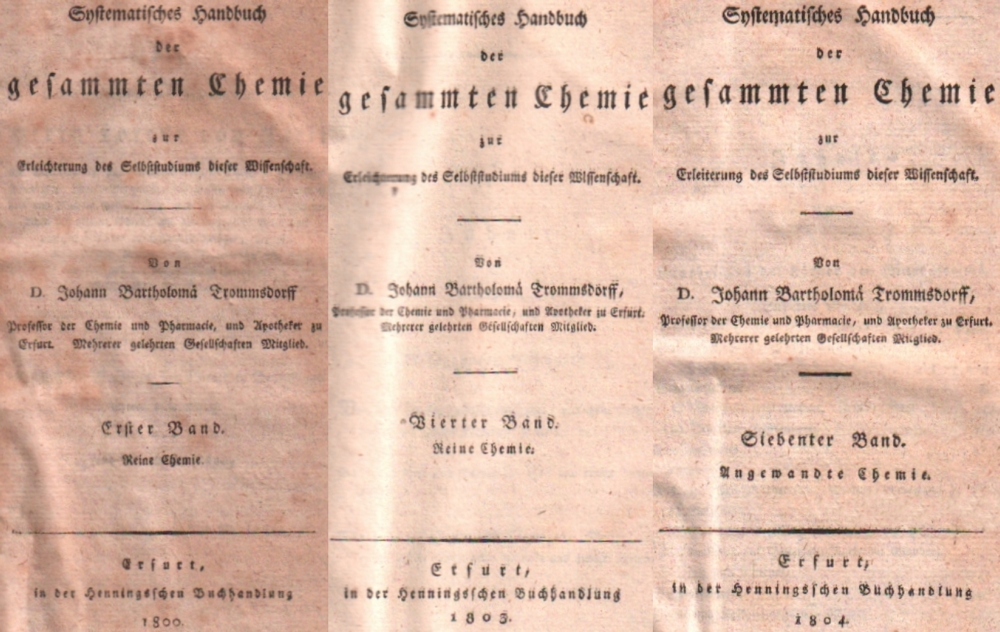 Systematisches Handbuch
der
gesammten Chemie
zur
Erleichterung des Selbststudiums dieser Wissenschaft.
Von
D. Johann Bartholomä Trommsdorff
Professor der Chemie und Pharmacie, und Apotheker zu
Erfurt. Mehrerer gelehrten Gesellschaften Mitglied.
Erster Band.
Reine Chemie.
Erfurt,
in der Henningsschen Buchhandlung
1800.
Systematisches Handbuch
der
gesammten Chemie
zur
Erleichterung des Selbststudiums dieser Wissenschaft.
Von
D. Johann Bartholomä Trommsdorff,
Professor der Chemie und Pharmacie, und Apotheker zu Erfurt.
Mehrerer gelehrten Gesellschaften Mitglied.
Vierter Band.
Reine Chemie.
Erfurt,
in der Henningsschen Buchhandlung
1803.
Systematisches Handbuch
der
gesammten Chemie
zur
Erleiterung des Selbststudiums dieser Wissenschaft.
Von
D. Johann Bartholomä Trommsdorff,
Professor der Chemie und Pharmacie, und Apotheker zu Erfurt.
Mehrerer gelehrten Gesellschaften Mitglied.
Siebenter Band.
Angewandte Chemie.
Erfurt,
in der Henningsschen Buchhandlung
1804.